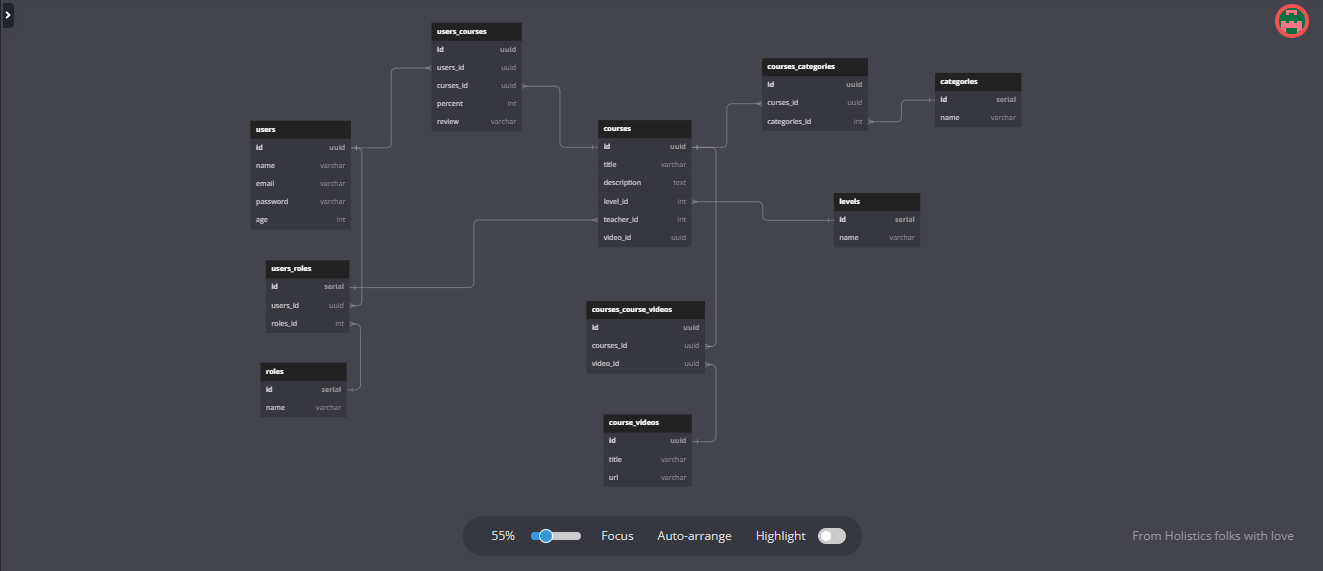 users_courses
id uuid
users_id uuid
curses_id uuid
percent int
review varchar
courses_categories
id uuid
curses_id uuid
categories_id int
categories
id serial
name varchar
users
id uuid
name varchar
email varchar
password varchar
age int
courses
id uuid
title varchar
description text
level_id int
teacher_id int
video_id uuid
levels
id serial
name varchar
users_roles
id serial
users_id uuid
roles_id int
courses_course_videos
id uuid
courses_id uuid
video_id uuid
roles
id serial
name varchar
course_videos
id uuid
title varchar
url varchar
55% Focus Auto-arrange Highlight
From Holistics folks with love